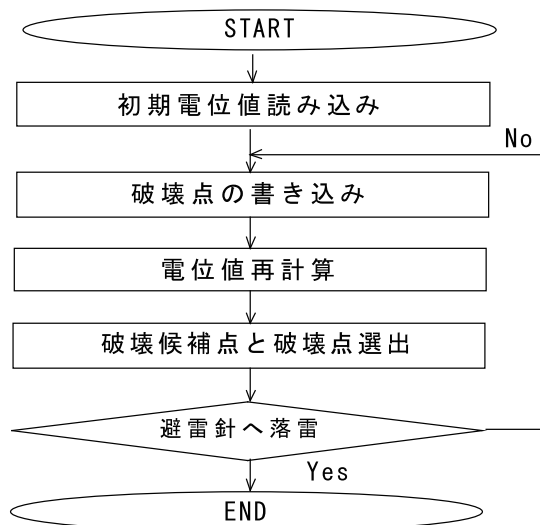 START
初期電位値読み込み
No
破壊点の書き込み
電位値再計算
破壊候補点と破壊点選出
避雷針へ落雷
Yes
END